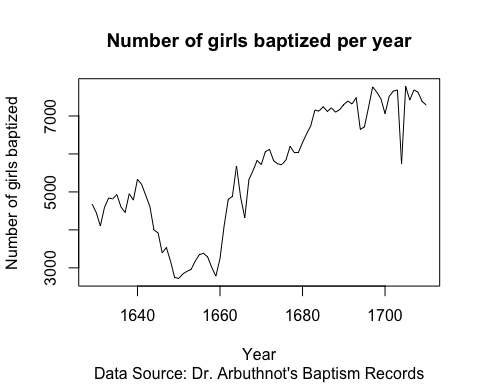 Number of girls baptized per year
Number of girls baptized
7000
5000
3000
1640 1660 1680 1700
Year
Data Source: Dr. Arbuthnot's Baptism Records